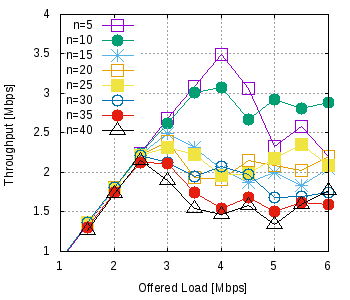 4
3.5
3
2.5
2
1.5
1
Throughput [Mbps]
n=5
n=10
n=15
n=20
n=25
n=30
n=35
n=40
1 2 3 4 5 6
Offered Load [Mbps]